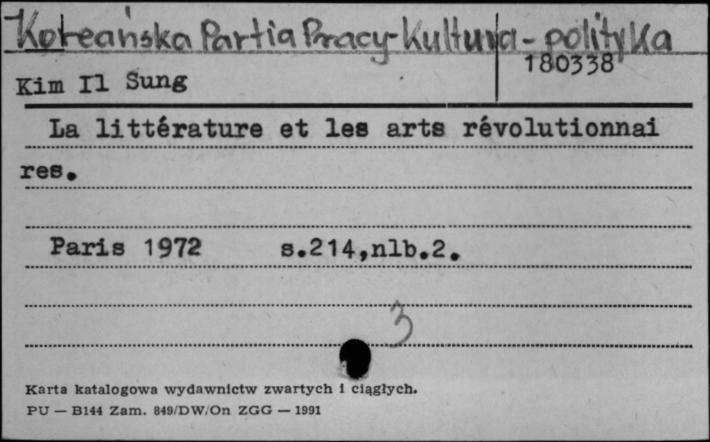 Koreańska Partia Pracy-Kultura - polityka
180338
Kim Il Sung
La littérature et les arts révolutionnai
res.
Paris 1972 s.214,nlb.2.
3
Karta katalogowa wydawnictw zwartych i ciągłych.
PU — B144 Zam. 849/DW/On ZGG — 1991